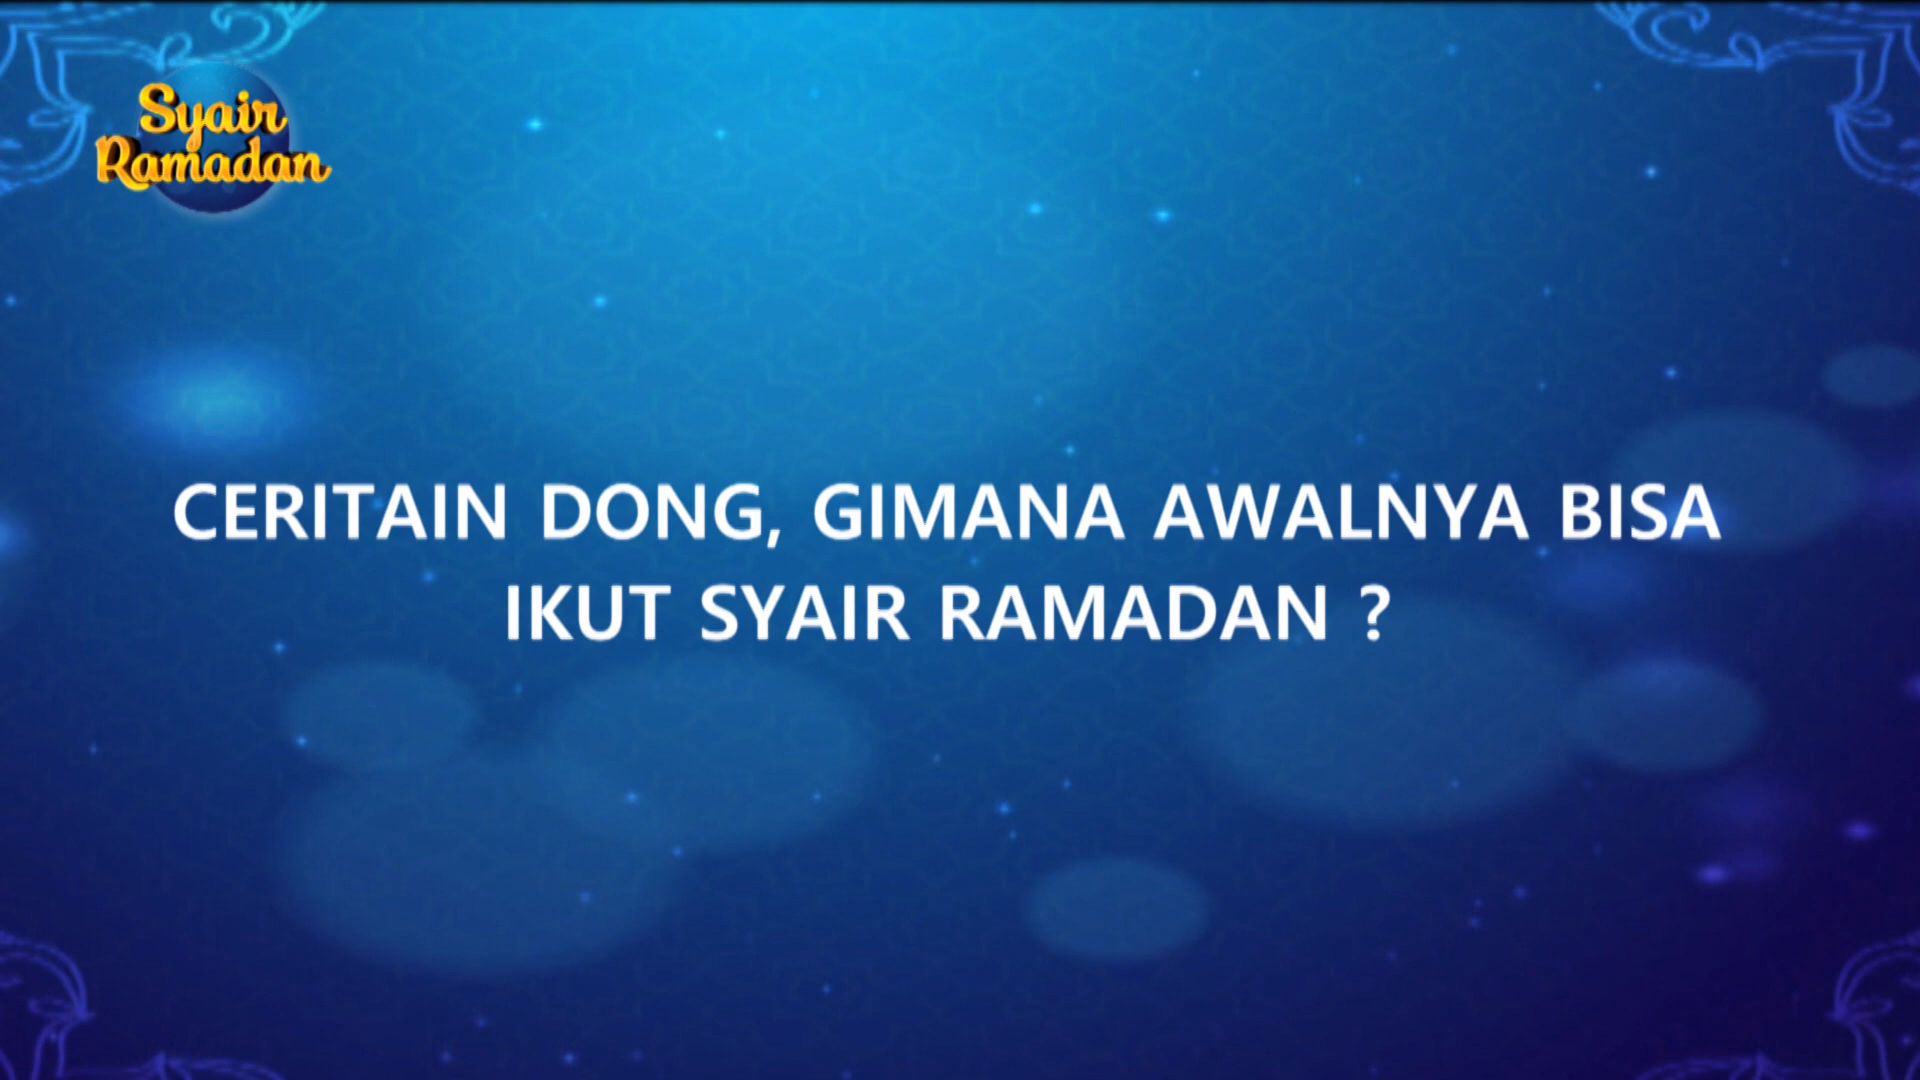 Syair
Ramadan
CERITAIN DONG, GIMANA AWALNYA BISA
IKUT SYAIR RAMADAN ?